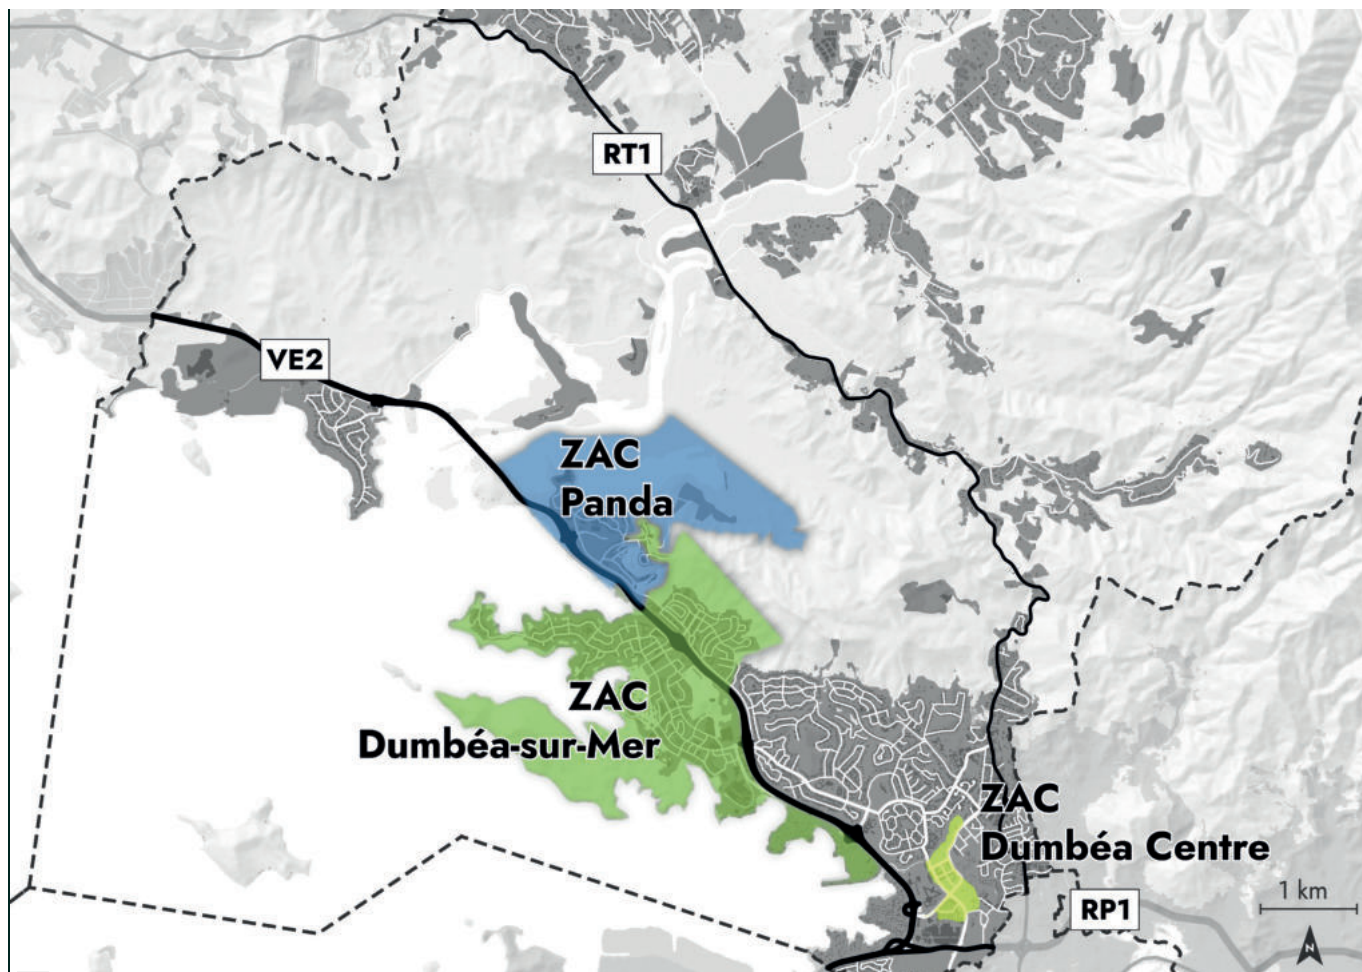 RT1
VE2
ZAC
Panda
ZAC
Dumbéa-sur-Mer
ZAC
Dumbéa Centre
1 km
RP1
N